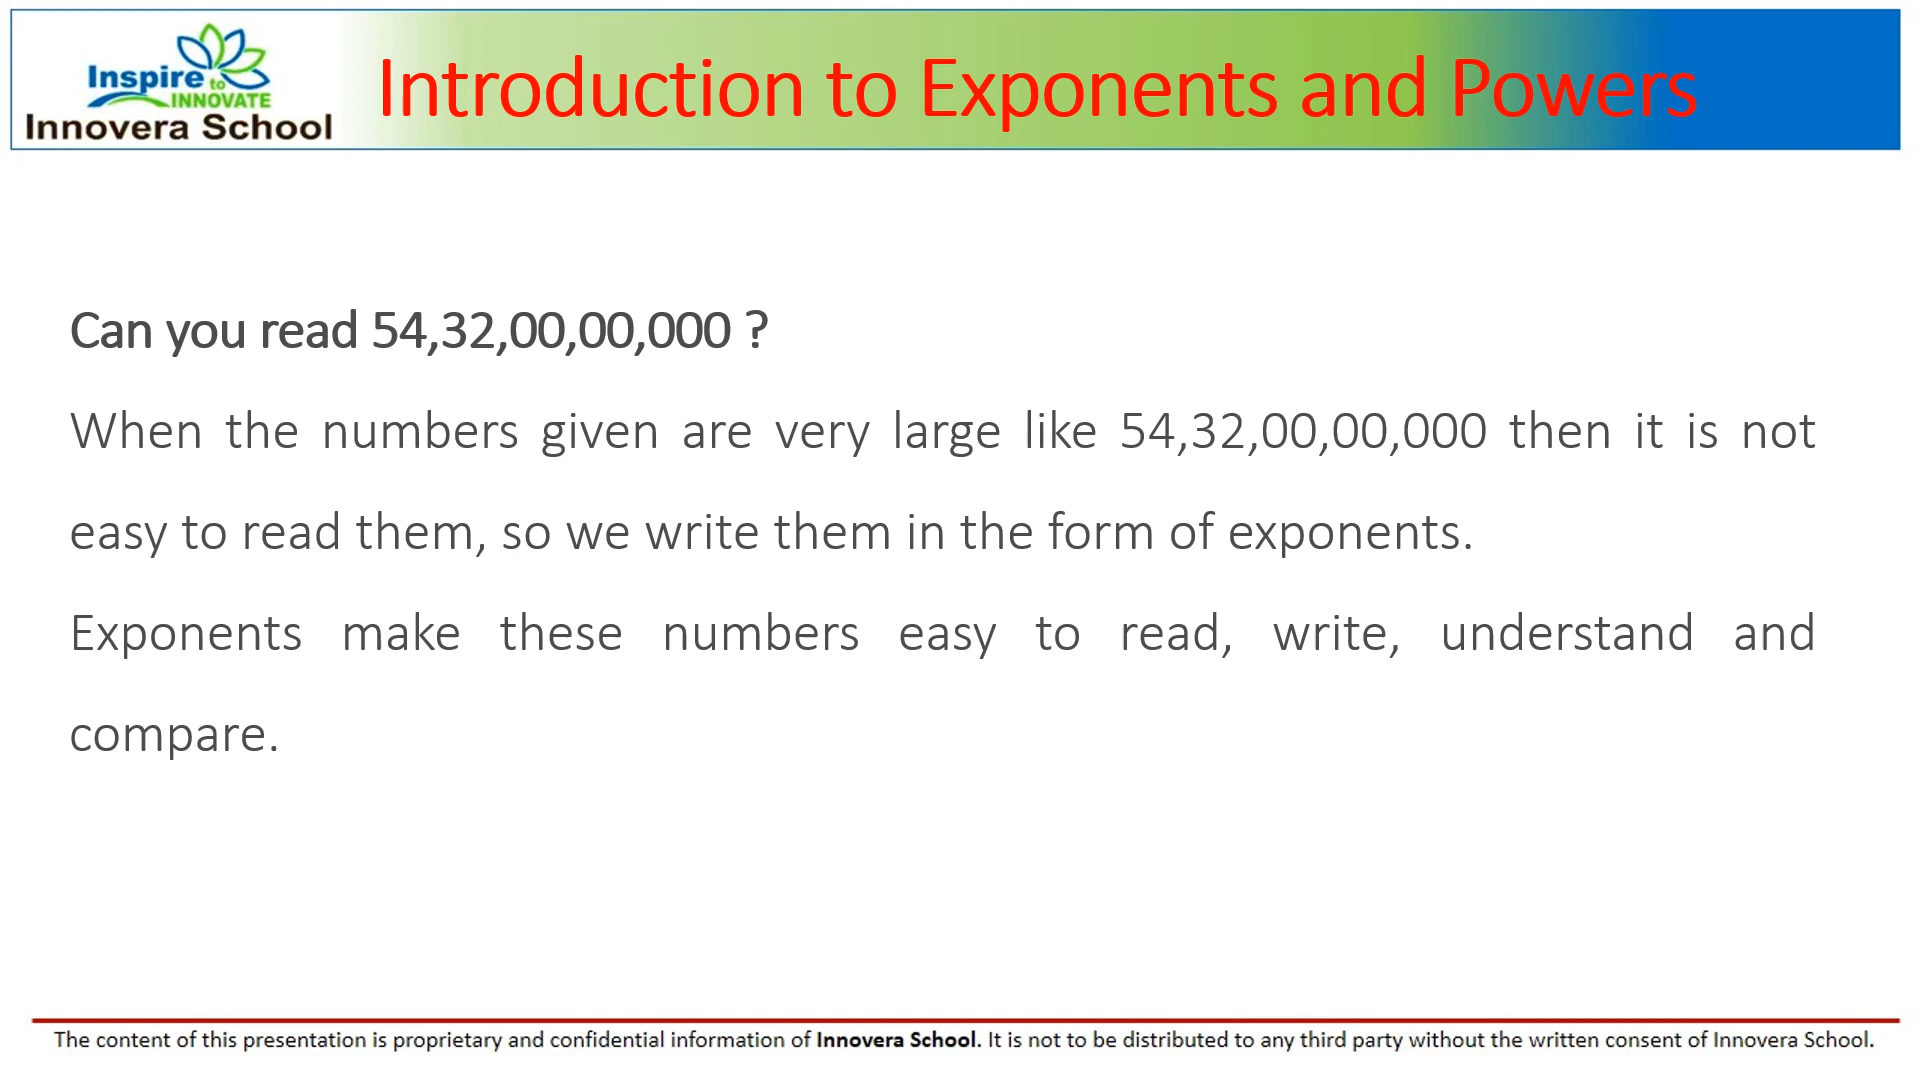 Inspire to INNOVATE
Innovera School
Introduction to Exponents and Powers
Can you read 54,32,00,00,000 ?
When the numbers given are very large like 54,32,00,00,000 then it is not
easy to read them, so we write them in the form of exponents.
Exponents make these numbers easy to read, write, understand and
compare.
The content of this presentation is proprietary and confidential information of Innovera School. It is not to be distributed to any third party without the written consent of Innovera School.